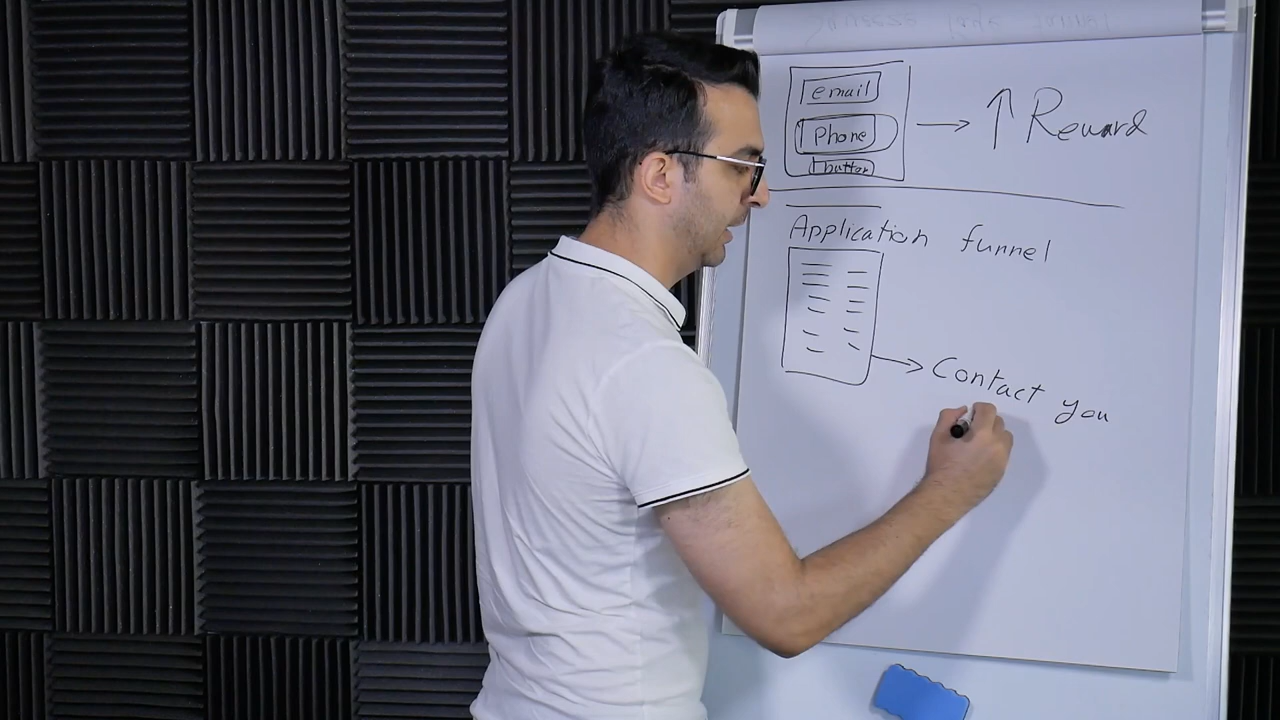 email
Phone
button
↑ Reward
Application funnel
Contact you